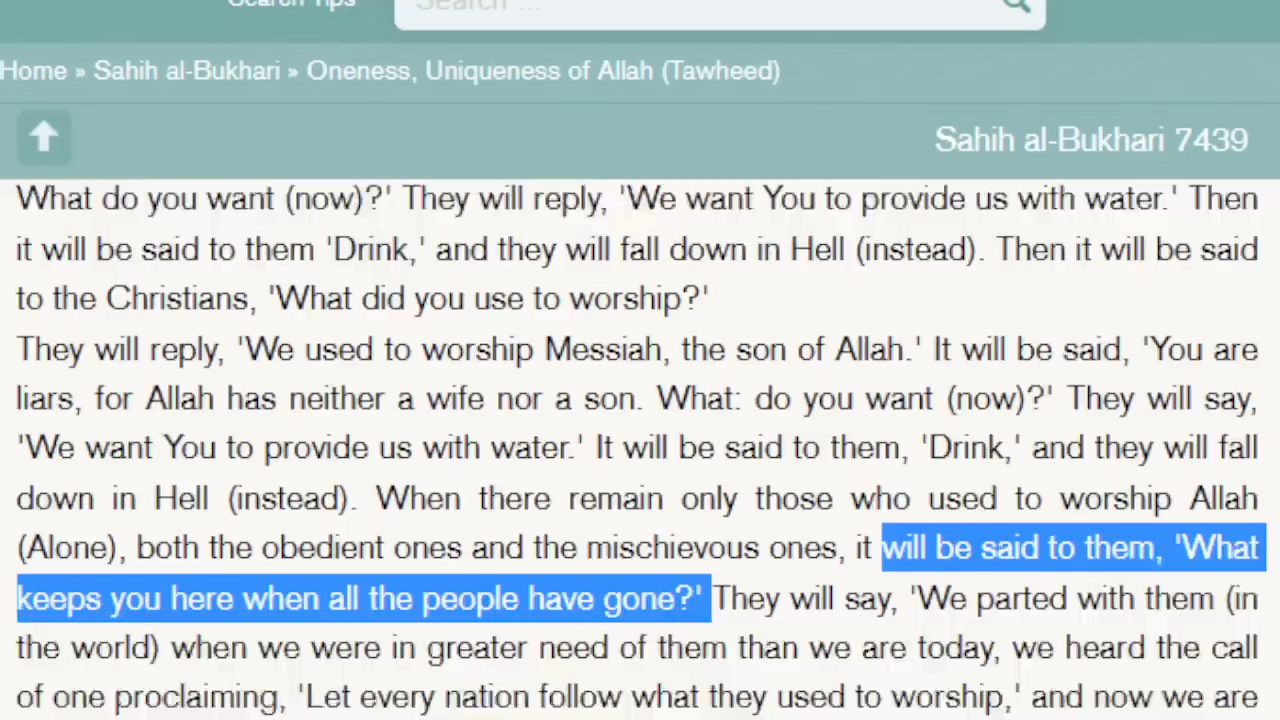 Search Tips
Search ...
Home » Sahih al-Bukhari » Oneness, Uniqueness of Allah (Tawheed)
Sahih al-Bukhari 7439
What do you want (now)?' They will reply, 'We want You to provide us with water.' Then
it will be said to them 'Drink,' and they will fall down in Hell (instead). Then it will be said
to the Christians, 'What did you use to worship?'
They will reply, 'We used to worship Messiah, the son of Allah.' It will be said, 'You are
liars, for Allah has neither a wife nor a son. What: do you want (now)?' They will say,
'We want You to provide us with water.' It will be said to them, 'Drink,' and they will fall
down in Hell (instead). When there remain only those who used to worship Allah
(Alone), both the obedient ones and the mischievous ones, it will be said to them, 'What
keeps you here when all the people have gone?' They will say, 'We parted with them (in
the world) when we were in greater need of them than we are today, we heard the call
of one proclaiming, 'Let every nation follow what they used to worship,' and now we are